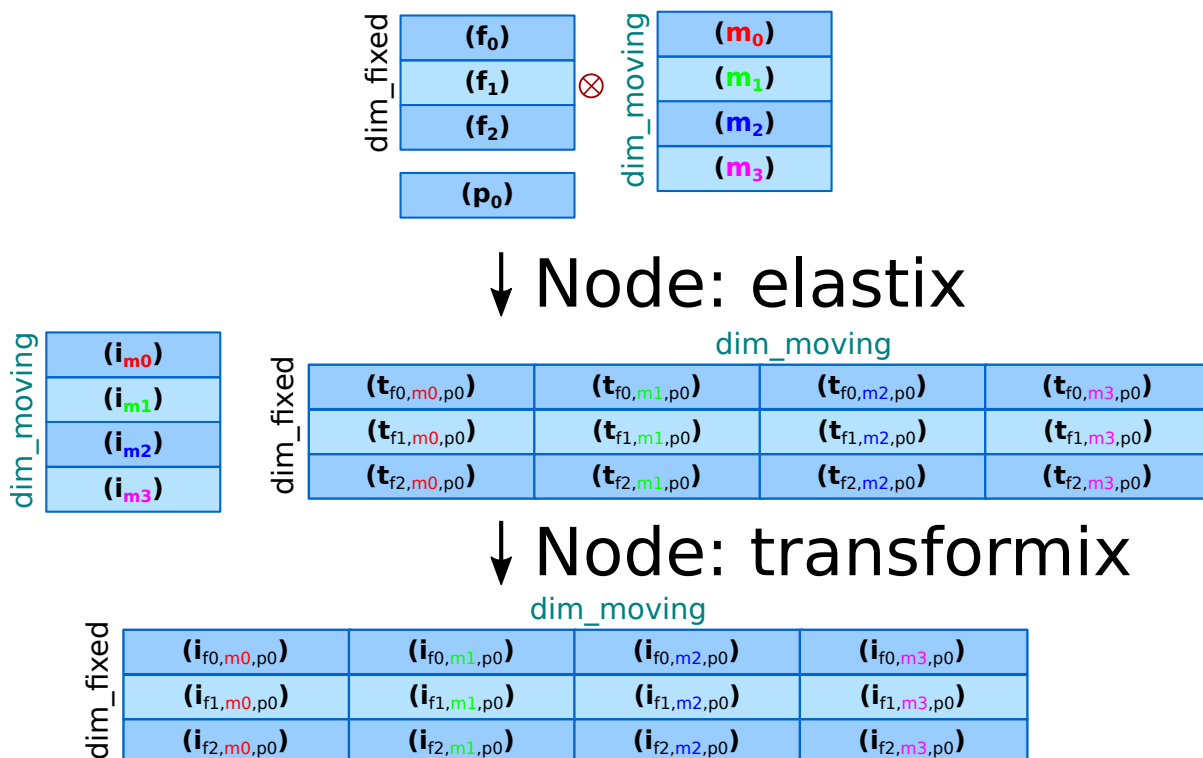 dim_fixed
(f0)
(f1)
(f2)
⊗
dim_moving
(m0)
(m1)
(m2)
(m3)
(p0)
↓ Node: elastix
dim_moving
(im0)
(im1)
(im2)
(im3)
dim_moving
dim_fixed
(tf0,m0,p0) (tf0,m1,p0) (tf0,m2,p0) (tf0,m3,p0)
(tf1,m0,p0) (tf1,m1,p0) (tf1,m2,p0) (tf1,m3,p0)
(tf2,m0,p0) (tf2,m1,p0) (tf2,m2,p0) (tf2,m3,p0)
↓ Node: transformix
dim_moving
dim_fixed
(if0,m0,p0) (if0,m1,p0) (if0,m2,p0) (if0,m3,p0)
(if1,m0,p0) (if1,m1,p0) (if1,m2,p0) (if1,m3,p0)
(if2,m0,p0) (if2,m1,p0) (if2,m2,p0) (if2,m3,p0)